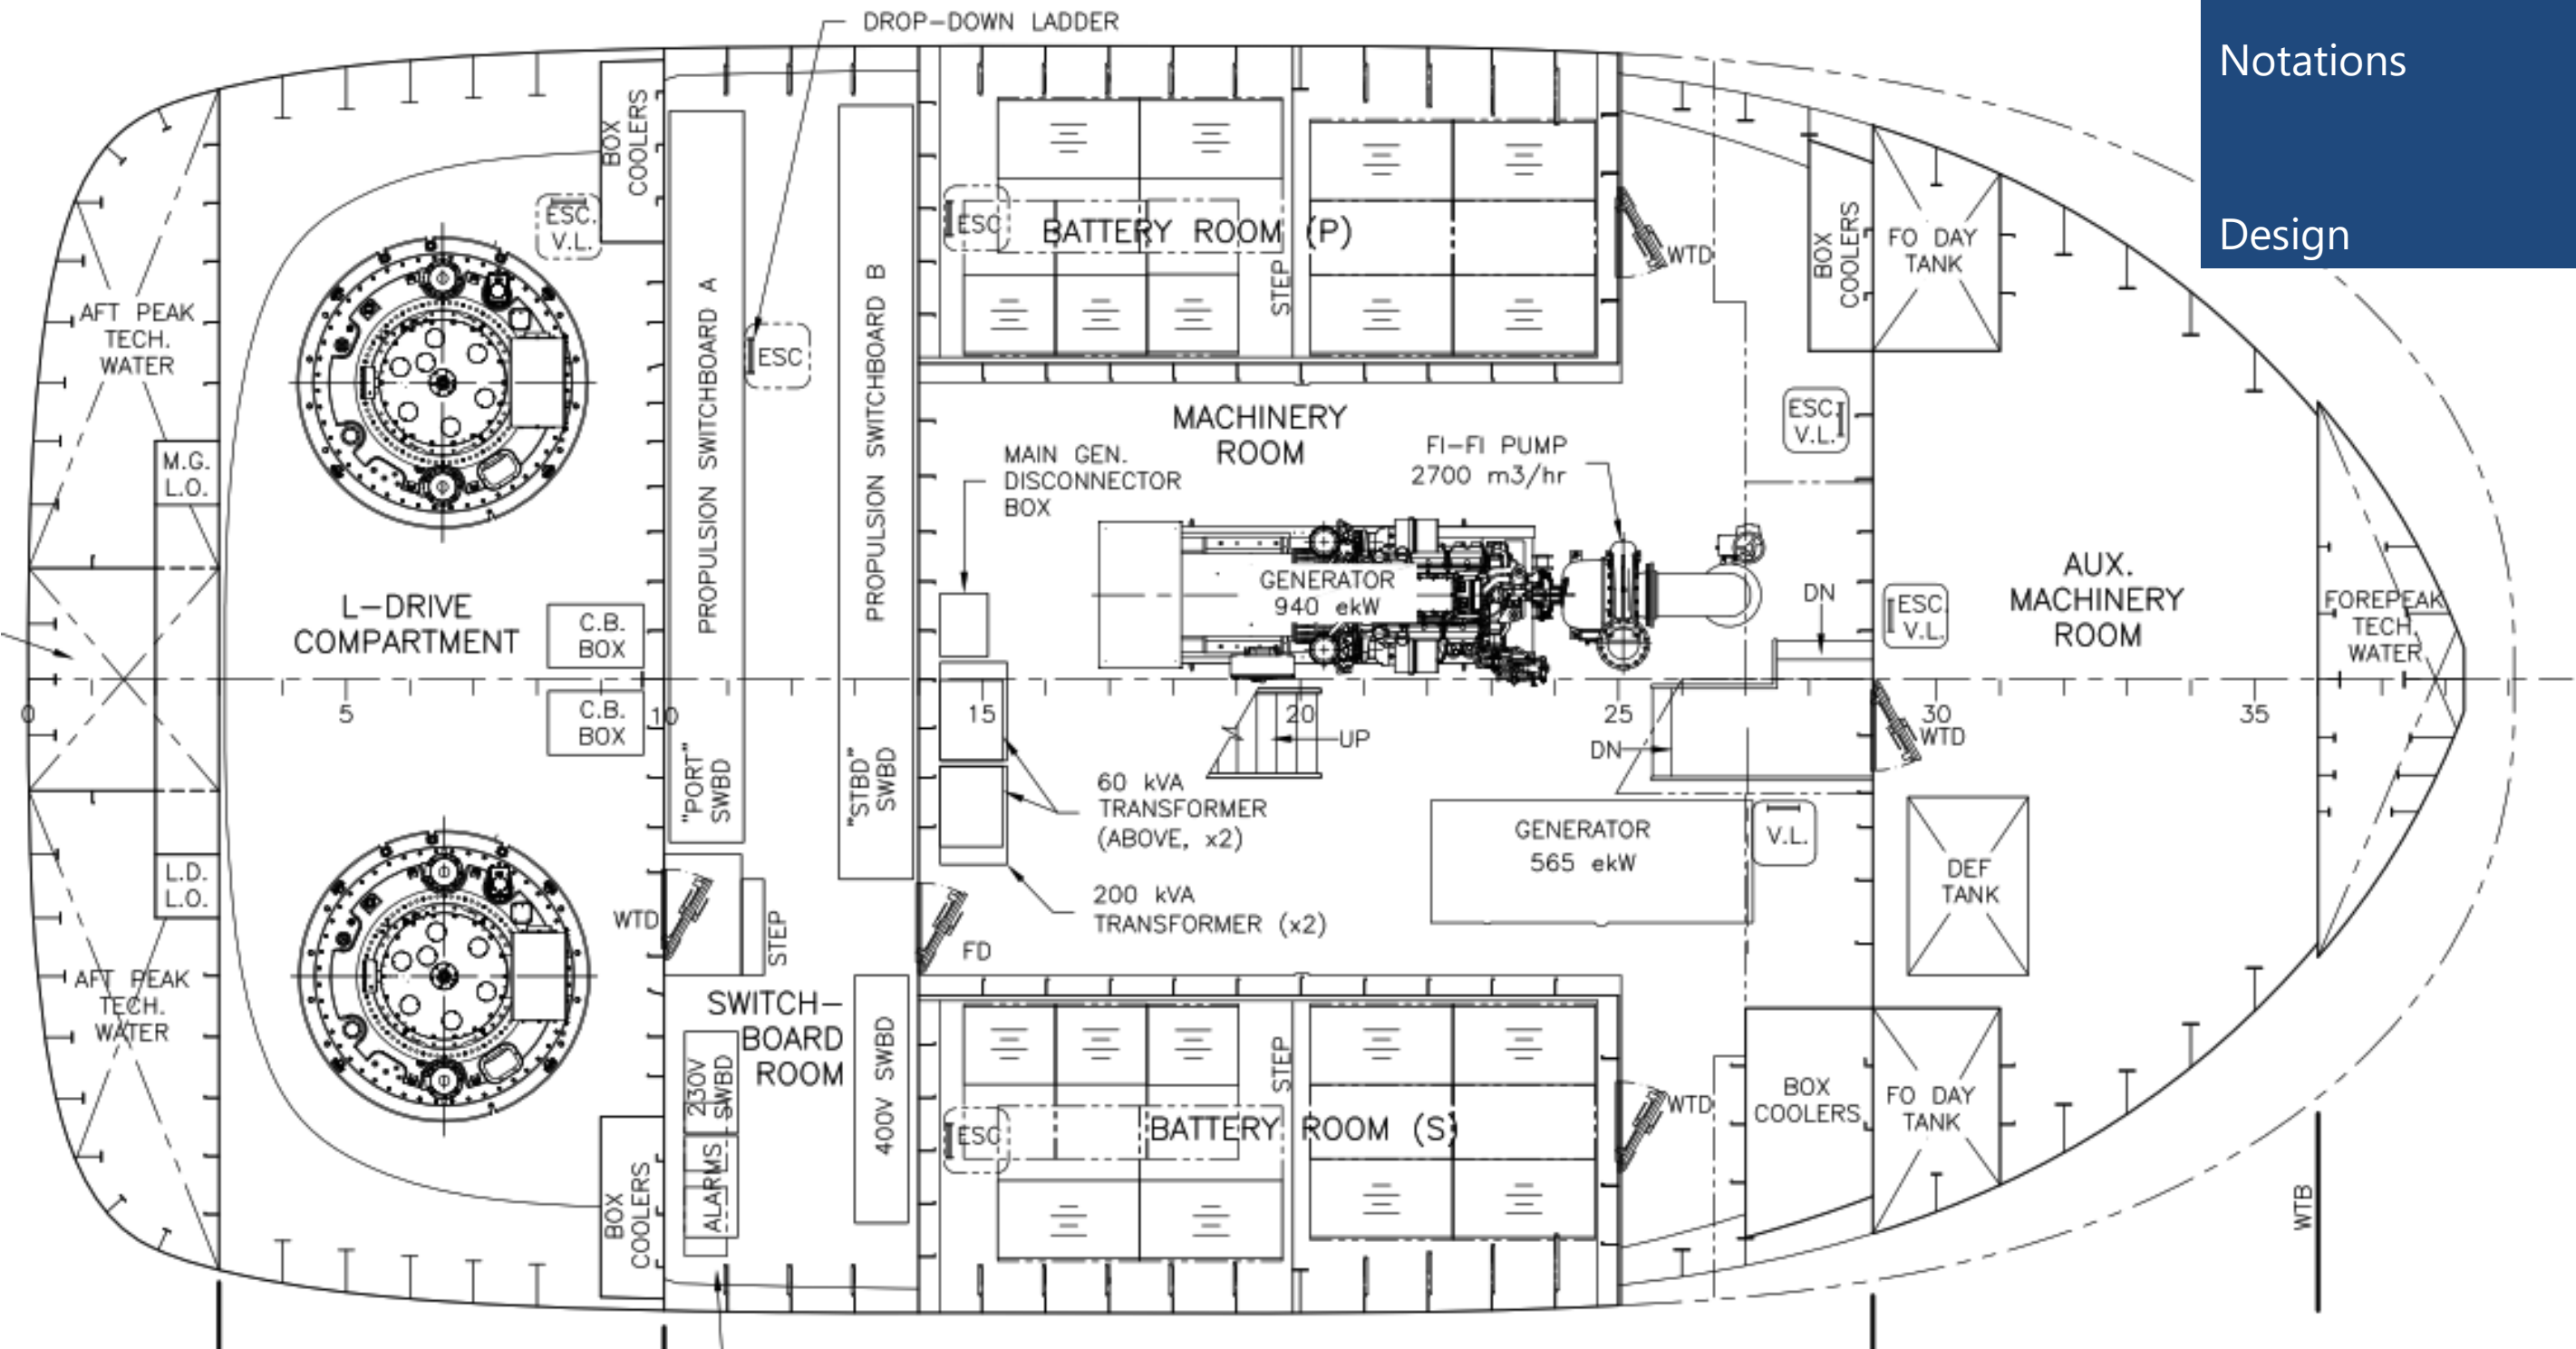 DROP-DOWN LADDER
Notations
Design
BOX
COOLERS
ESC.
V.L.
AFT PEAK
TECH.
WATER
PROPULSION SWITCHBOARD A
ESC
PROPULSION SWITCHBOARD B
ESC
BATTERY ROOM (P)
STEP
WTD
BOX
COOLERS
FO DAY
TANK
M.G.
L.O.
MAIN GEN.
DISCONNECTOR
BOX
MACHINERY
ROOM
FI-FI PUMP
2700 m3/hr
ESC.
V.L.
L-DRIVE
COMPARTMENT
C.B.
BOX
GENERATOR
940 ekW
DN
ESC.
V.L.
AUX.
MACHINERY
ROOM
FOREPEAK
TECH.
WATER
0
5
C.B.
BOX
10
15
20
25
30
35
"PORT"
SWBD
"STBD"
SWBD
UP
DN
WTD
60 kVA
TRANSFORMER
(ABOVE, x2)
GENERATOR
565 ekW
V.L.
L.D.
L.O.
WTD
STEP
FD
200 kVA
TRANSFORMER (x2)
DEF
TANK
AFT PEAK
TECH.
WATER
SWITCH-
BOARD
ROOM
230V
SWBD
ALARMS
400V SWBD
ESC
BATTERY ROOM (S)
STEP
WTD
BOX
COOLERS
FO DAY
TANK
BOX
COOLERS
WTB